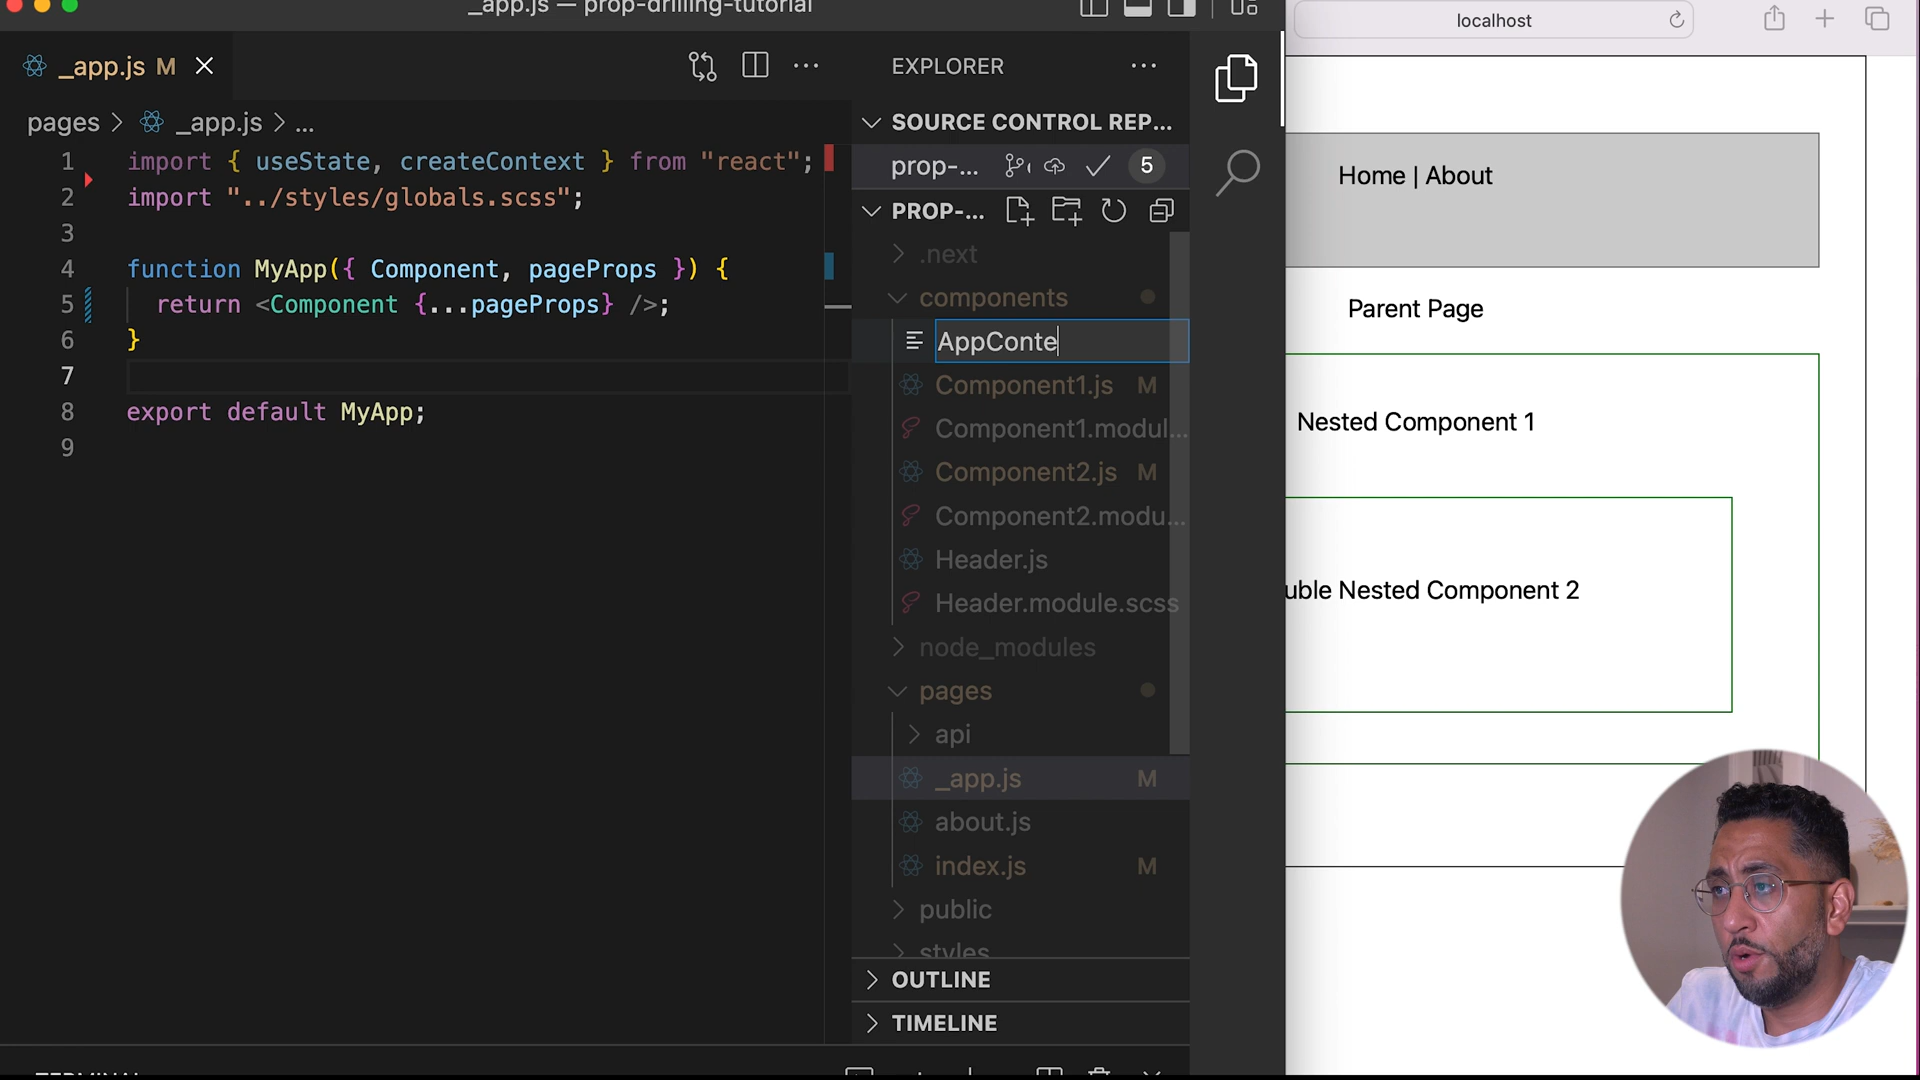 _app.js — prop-drilling-tutorial
localhost
_app.js M
EXPLORER
pages > _app.js > ...
SOURCE CONTROL REP...
prop-... 5
PROP-...
1 import { useState, createContext } from "react";
2 import "../styles/globals.scss";
3
4 function MyApp({ Component, pageProps }) {
5 return <Component {...pageProps} />;
6 }
7
8 export default MyApp;
9
.next
components
AppConte
Component1.js M
Component1.modul...
Component2.js M
Component2.modu...
Header.js
Header.module.scss
node_modules
pages
api
_app.js M
about.js
index.js M
public
styles
OUTLINE
TIMELINE
TERMINAL
Home | About
Parent Page
Nested Component 1
uble Nested Component 2